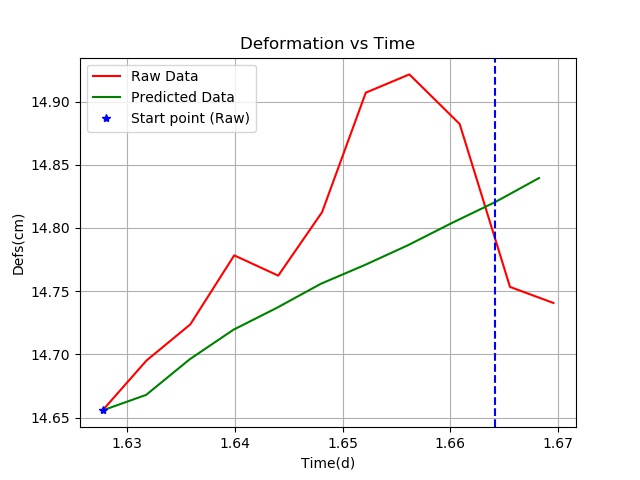 Deformation vs Time
Raw Data
Predicted Data
Start point (Raw)
14.90
14.85
14.80
14.75
14.70
14.65
Defs(cm)
1.63
1.64
1.65
1.66
1.67
Time(d)